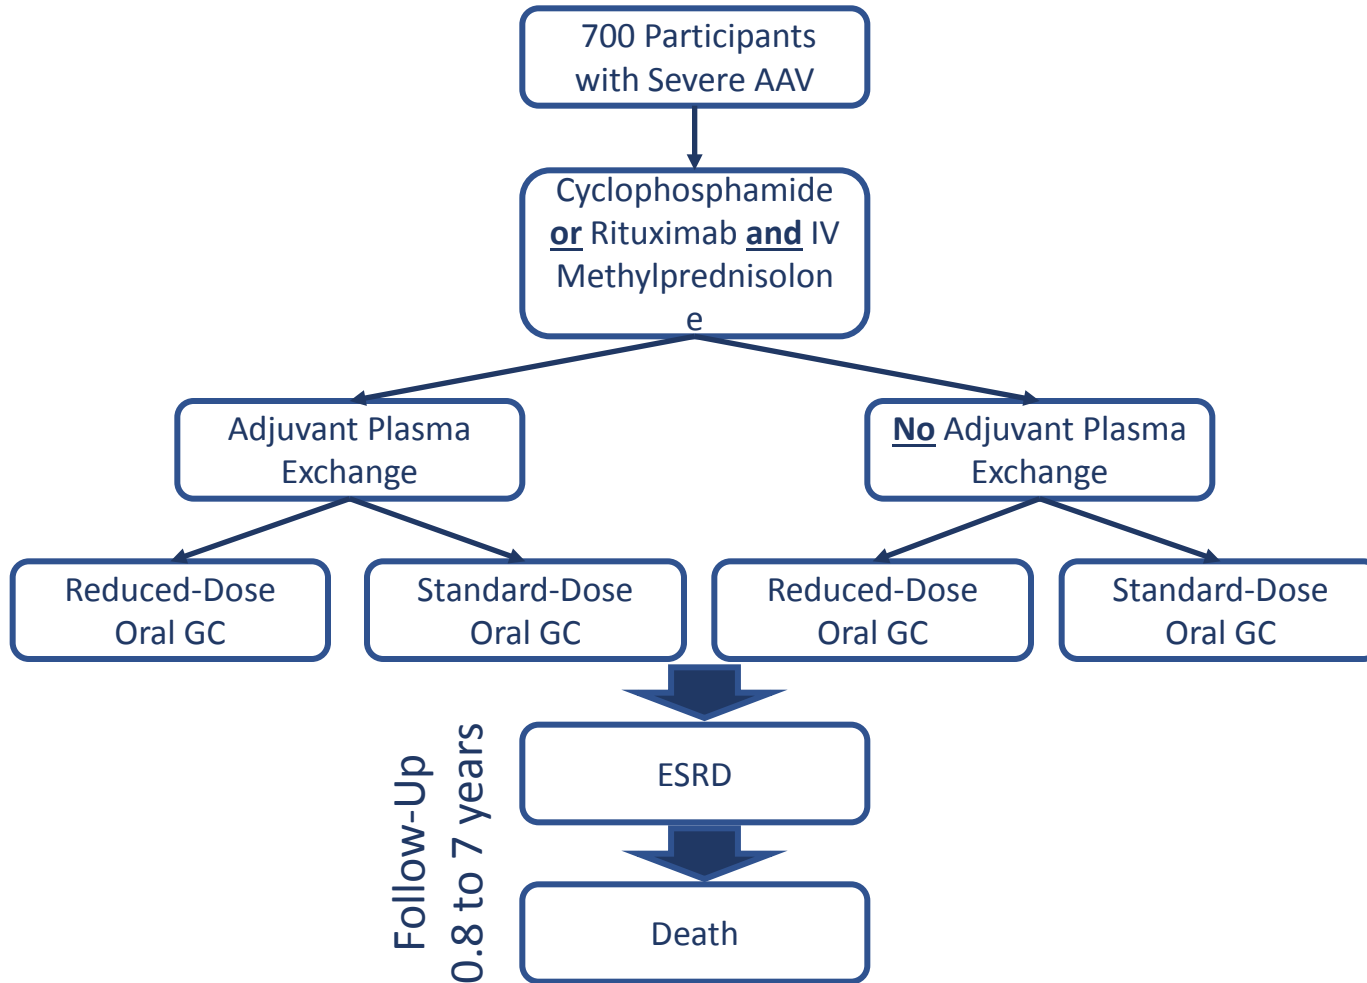 700 Participants
with Severe AAV
Cyclophosphamide
or Rituximab and IV
Methylprednisolon
e
Adjuvant Plasma
Exchange
No Adjuvant Plasma
Exchange
Reduced-Dose
Oral GC
Standard-Dose
Oral GC
Reduced-Dose
Oral GC
Standard-Dose
Oral GC
Follow-Up
0.8 to 7 years
ESRD
Death